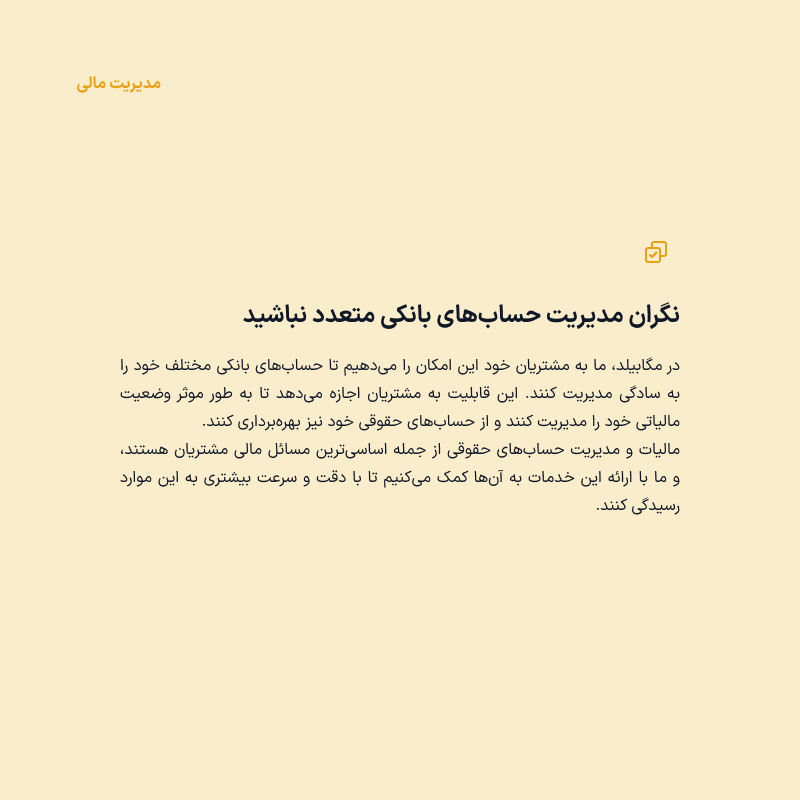 مدیریت مالی
نگران مدیریت حساب‌های بانکی متعدد نباشید
در مگابیلد، ما به مشتریان خود این امکان را می‌دهیم تا حساب‌های بانکی مختلف خود را
به سادگی مدیریت کنند. این قابلیت به مشتریان اجازه می‌دهد تا به طور موثر وضعیت
مالیاتی خود را مدیریت کنند و از حساب‌های حقوقی خود نیز بهره‌برداری کنند.
مالیات و مدیریت حساب‌های حقوقی از جمله اساسی‌ترین مسائل مالی مشتریان هستند،
و ما با ارائه این خدمات به آن‌ها کمک می‌کنیم تا با دقت و سرعت بیشتری به این موارد
رسیدگی کنند.